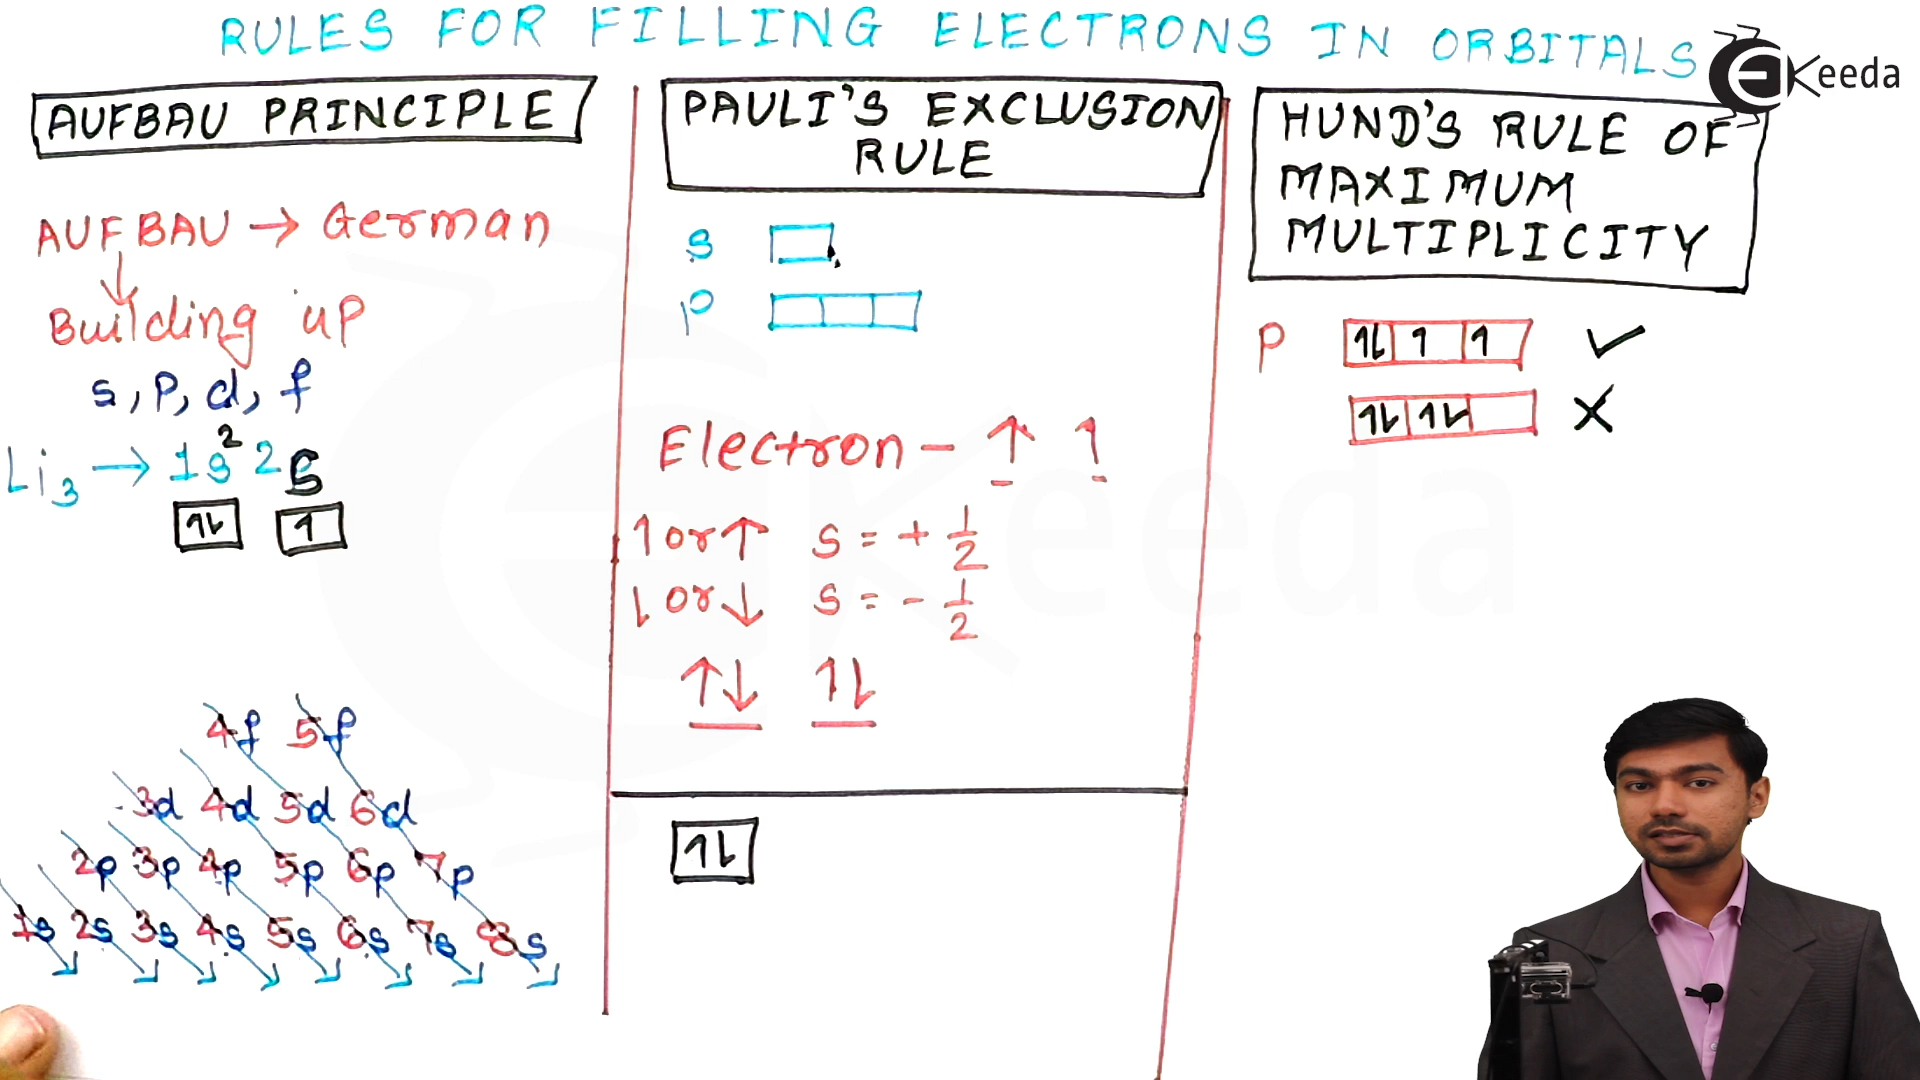 RULES FOR FILLING ELECTRONS IN ORBITALS
Keeda
AUFBAU PRINCIPLE
AUFBAU → German
↓
Building up
s, p, d, f
Li₃ → 1s² 2s
↿⇂ ↿
4f 5f
3d 4d 5d 6d
2p 3p 4p 5p 6p 7p
1s 2s 3s 4s 5s 6s 7s 8s
PAULI'S EXCLUSION
RULE
s
p
Electron - ↑ ↿
↿ or ↑ s = + 1/2
⇂ or ↓ s = - 1/2
↑↓ ↿⇂
↿⇂
HUND'S RULE OF
MAXIMUM
MULTIPLICITY
p ↿⇂ ↿ ↿ ✓
↿⇂ ↿⇂ ✗
Keeda